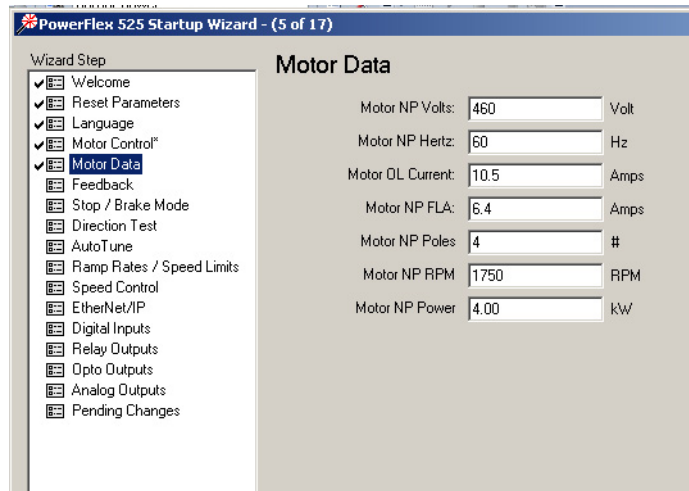 PowerFlex 525 Startup Wizard - (5 of 17)
Wizard Step
Welcome
Reset Parameters
Language
Motor Control*
Motor Data
Feedback
Stop / Brake Mode
Direction Test
AutoTune
Ramp Rates / Speed Limits
Speed Control
EtherNet/IP
Digital Inputs
Relay Outputs
Opto Outputs
Analog Outputs
Pending Changes
Motor Data
Motor NP Volts: 460 Volt
Motor NP Hertz: 60 Hz
Motor OL Current: 10.5 Amps
Motor NP FLA: 6.4 Amps
Motor NP Poles 4 #
Motor NP RPM 1750 RPM
Motor NP Power 4.00 kW